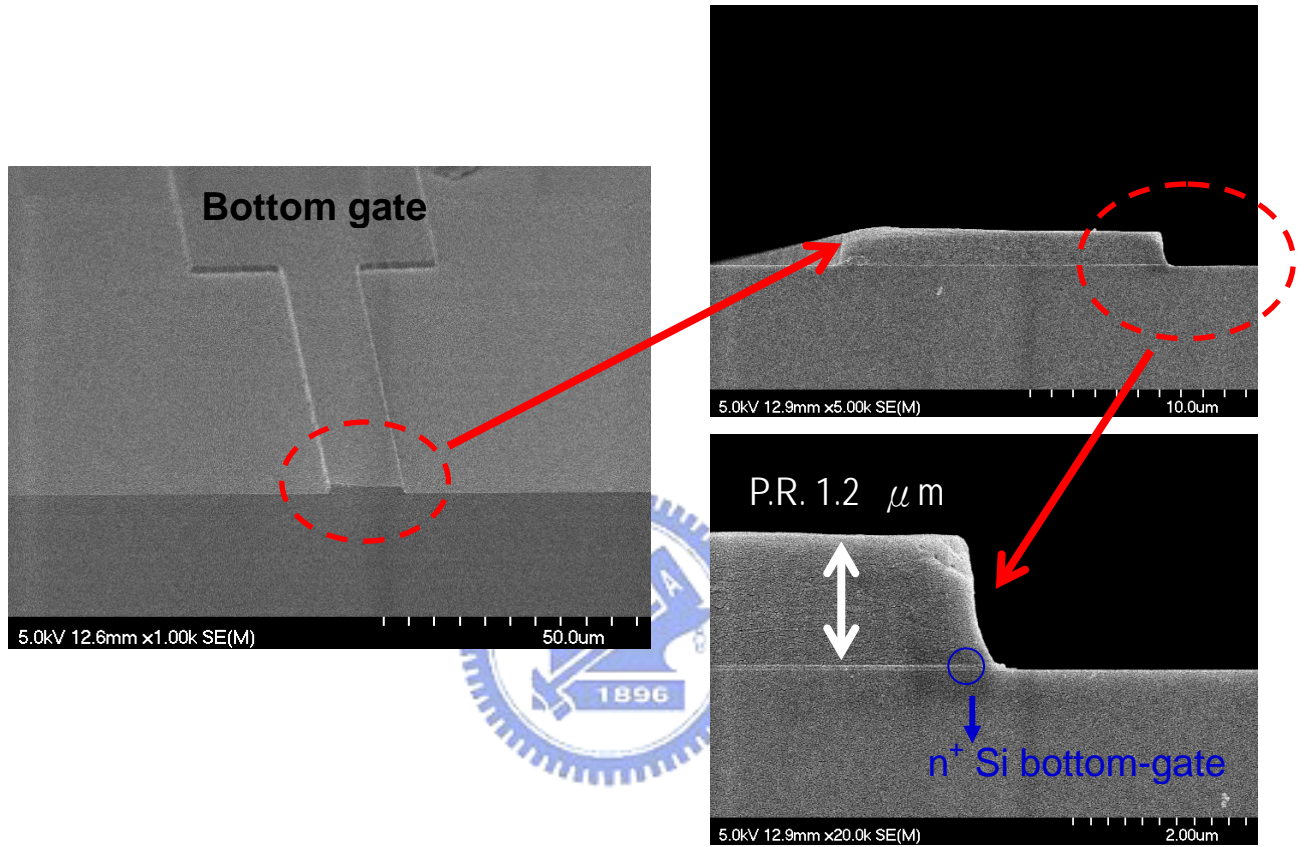 Bottom gate
5.0kV 12.6mm x1.00k SE(M)
50.0um
5.0kV 12.9mm x5.00k SE(M)
10.0um
P.R. 1.2 μm
n⁺ Si bottom-gate
5.0kV 12.9mm x20.0k SE(M)
2.00um
1896